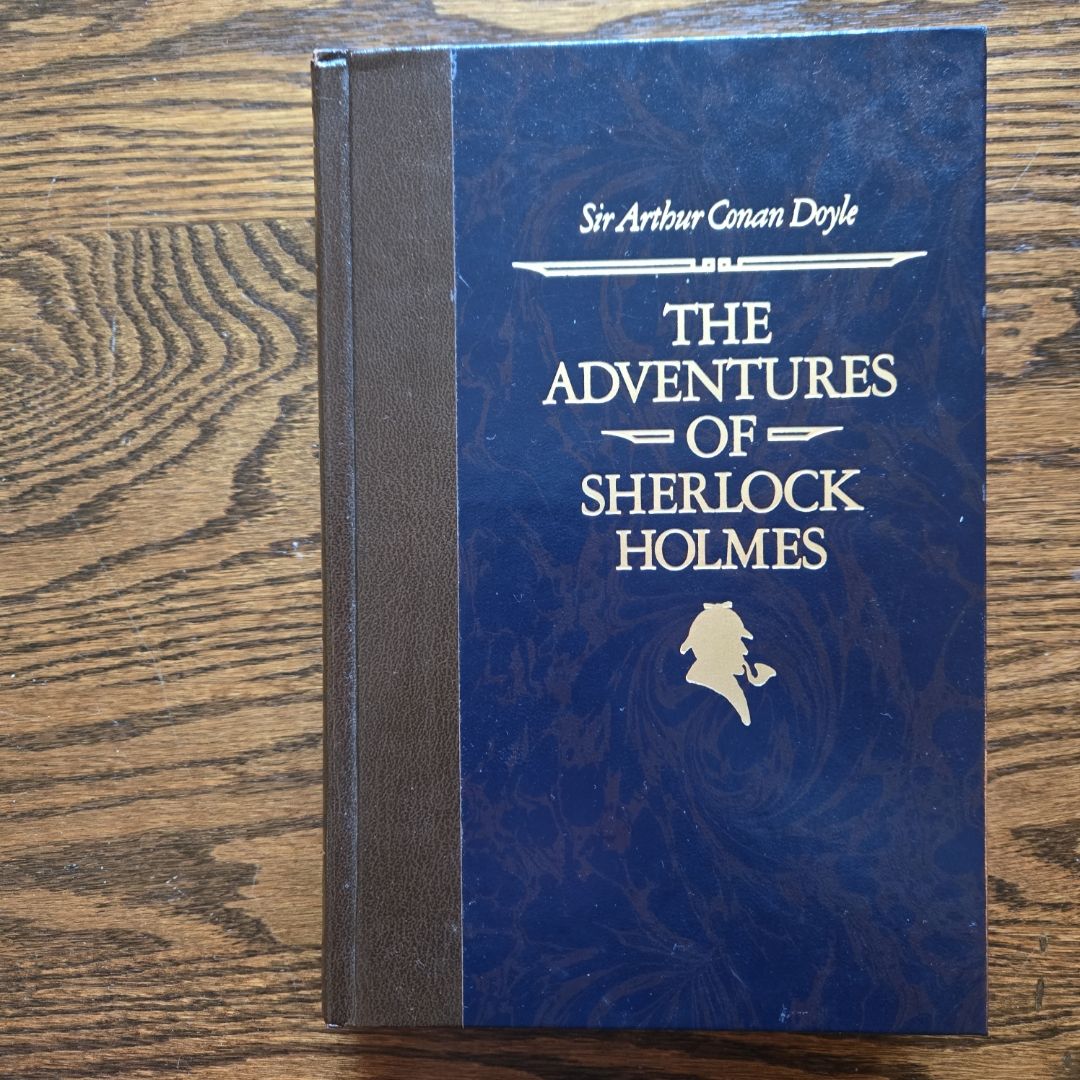 Sir Arthur Conan Doyle
THE
ADVENTURES
OF
SHERLOCK
HOLMES